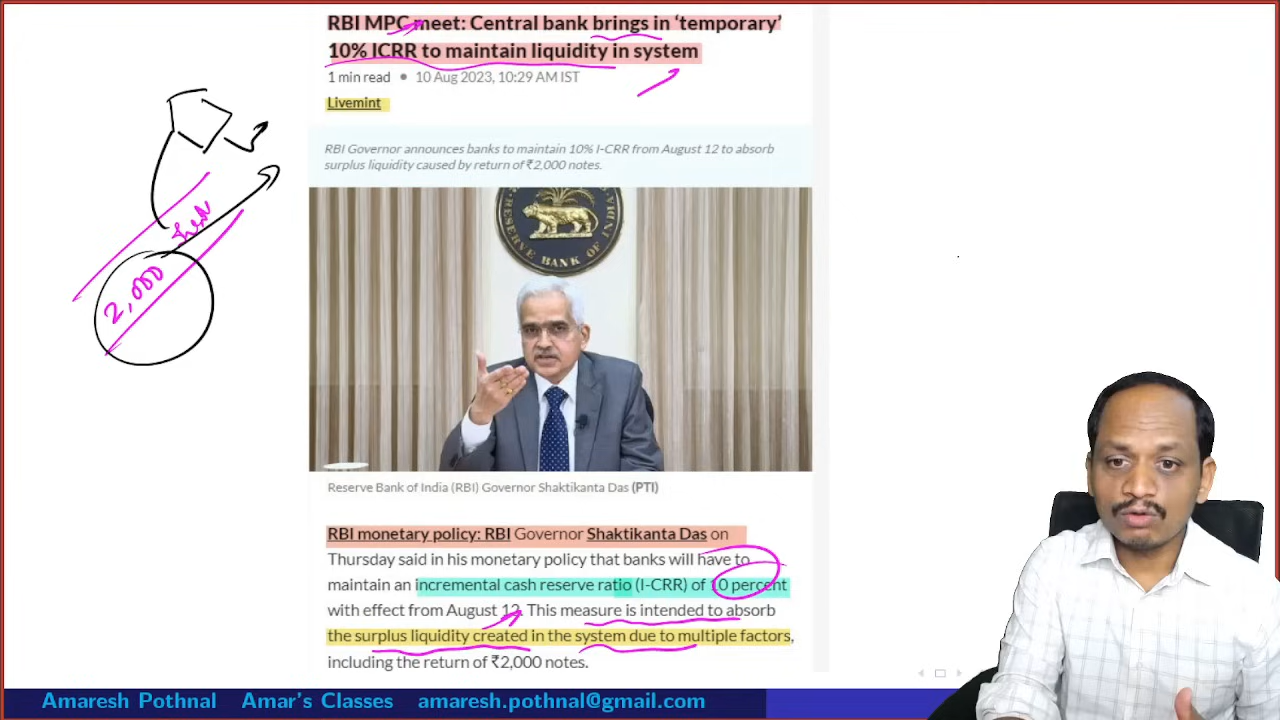 RBI MPC meet: Central bank brings in ‘temporary’
10% ICRR to maintain liquidity in system
1 min read • 10 Aug 2023, 10:29 AM IST
Livemint
RBI Governor announces banks to maintain 10% I-CRR from August 12 to absorb
surplus liquidity caused by return of ₹2,000 notes.
RESERVE BANK OF INDIA
2,000
Reserve Bank of India (RBI) Governor Shaktikanta Das (PTI)
RBI monetary policy: RBI Governor Shaktikanta Das on
Thursday said in his monetary policy that banks will have to
maintain an incremental cash reserve ratio (I-CRR) of 10 percent
with effect from August 12. This measure is intended to absorb
the surplus liquidity created in the system due to multiple factors,
including the return of ₹2,000 notes.
Amaresh Pothnal Amar's Classes amaresh.pothnal@gmail.com